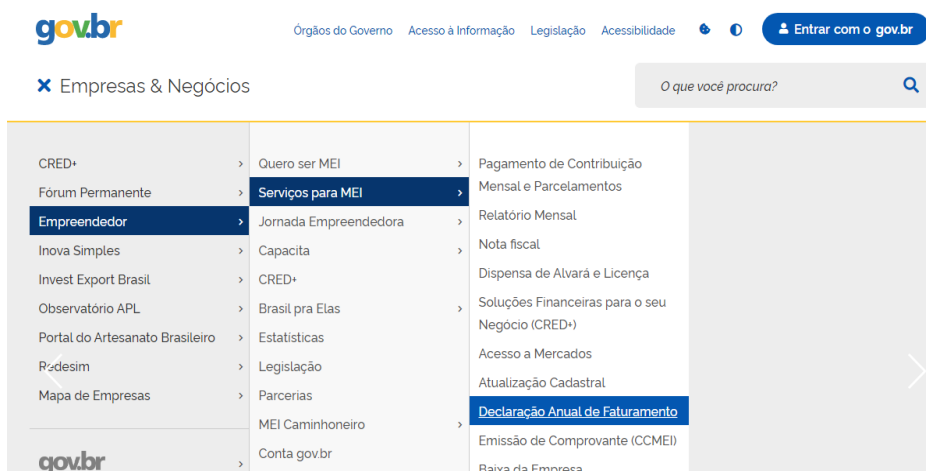 gov.br
Órgãos do Governo Acesso à Informação Legislação Acessibilidade Entrar com o gov.br
Empresas & Negócios
O que você procura?
CRED+
Fórum Permanente
Empreendedor
Inova Simples
Invest Export Brasil
Observatório APL
Portal do Artesanato Brasileiro
Redesim
Mapa de Empresas
gov.br
Quero ser MEI
Serviços para MEI
Jornada Empreendedora
Capacita
CRED+
Brasil pra Elas
Estatísticas
Legislação
Parcerias
MEI Caminhoneiro
Conta gov.br
Pagamento de Contribuição
Mensal e Parcelamentos
Relatório Mensal
Nota fiscal
Dispensa de Alvará e Licença
Soluções Financeiras para o seu
Negócio (CRED+)
Acesso a Mercados
Atualização Cadastral
Declaração Anual de Faturamento
Emissão de Comprovante (CCMEI)
Baixa da Empresa